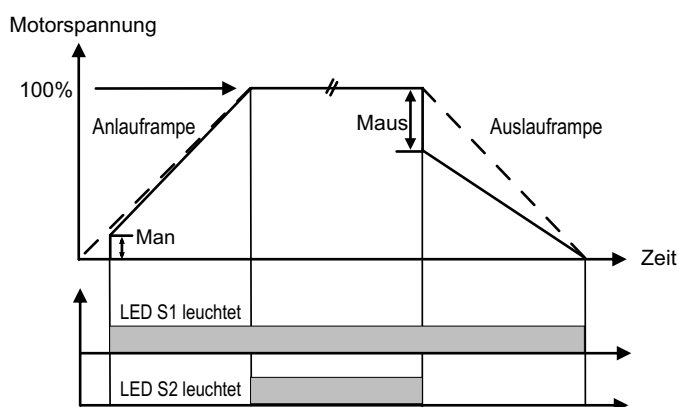 Motorspannung
100%
Anlauframpe
Maus
Auslauframpe
Man
Zeit
LED S1 leuchtet
LED S2 leuchtet